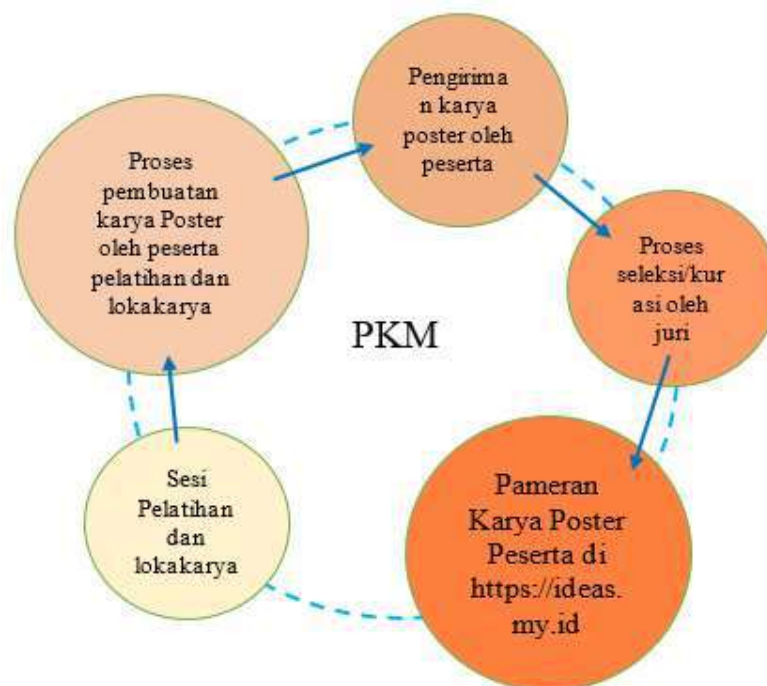 Pengirima
n karya
poster oleh
peserta
Proses
pembuatan
karya Poster
oleh peserta
pelatihan dan
lokakarya
Proses
seleksi/kur
asi oleh
juri
PKM
Sesi
Pelatihan
dan
lokakarya
Pameran
Karya Poster
Peserta di
https://ideas.
my.id